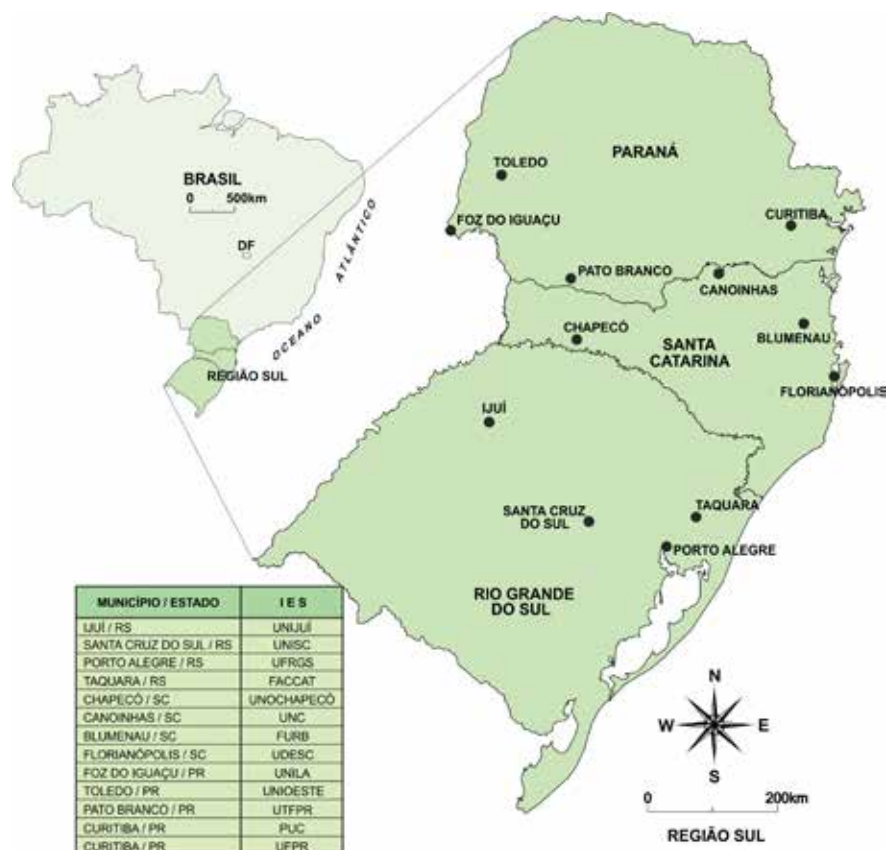 BRASIL
0 500km
DF
OCEANO ATLÂNTICO
REGIÃO SUL
PARANÁ
TOLEDO
FOZ DO IGUAÇU
CURITIBA
PATO BRANCO
CANOINHAS
CHAPECÓ
SANTA
CATARINA
BLUMENAU
FLORIANÓPOLIS
IJUÍ
SANTA CRUZ
DO SUL
TAQUARA
PORTO ALEGRE
RIO GRANDE
DO SUL
MUNICÍPIO / ESTADO I E S
IJUÍ / RS UNIJUÍ
SANTA CRUZ DO SUL / RS UNISC
PORTO ALEGRE / RS UFRGS
TAQUARA / RS FACCAT
CHAPECÓ / SC UNOCHAPECÓ
CANOINHAS / SC UNC
BLUMENAU / SC FURB
FLORIANÓPOLIS / SC UDESC
FOZ DO IGUAÇU / PR UNILA
TOLEDO / PR UNIOESTE
PATO BRANCO / PR UTFPR
CURITIBA / PR PUC
CURITIBA / PR UFPR
N
W E
S
0 200km
REGIÃO SUL